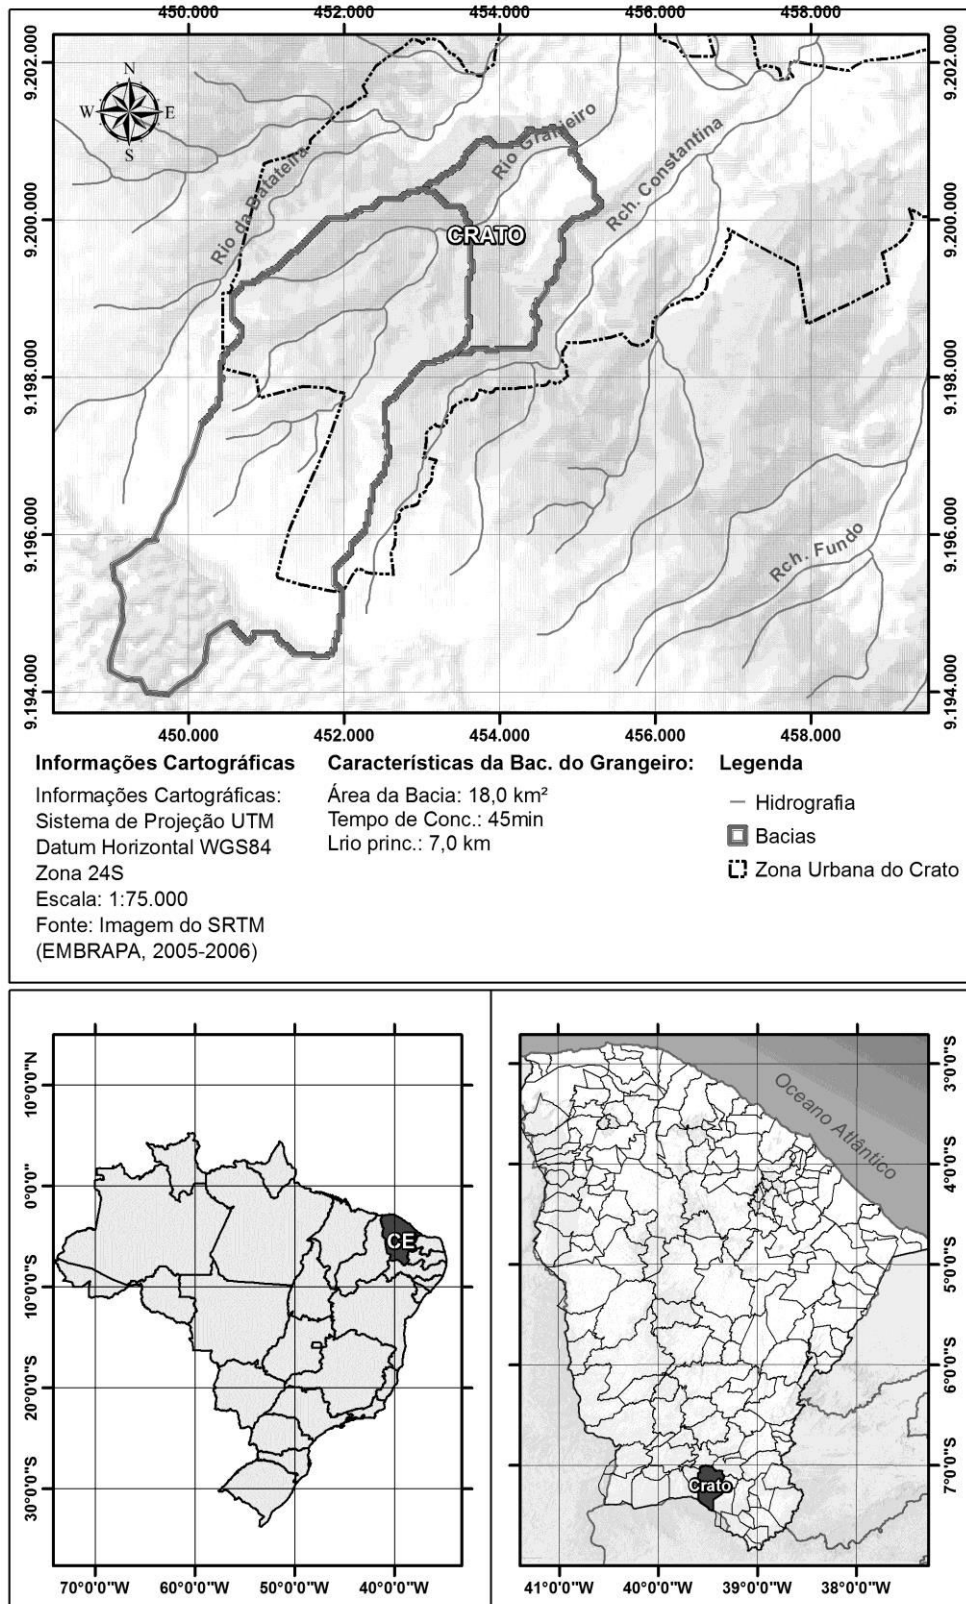 450.000 452.000 454.000 456.000 458.000
9.202.000 9.202.000
N
W E
S
Rio da Batateira
Rio Granjeiro
Rch. Constantina
9.200.000 9.200.000
CRATO
9.198.000 9.198.000
9.196.000 9.196.000
Rch. Fundo
9.194.000 9.194.000
450.000 452.000 454.000 456.000 458.000
Informações Cartográficas
Informações Cartográficas:
Sistema de Projeção UTM
Datum Horizontal WGS84
Zona 24S
Escala: 1:75.000
Fonte: Imagem do SRTM
(EMBRAPA, 2005-2006)
Características da Bac. do Grangeiro:
Área da Bacia: 18,0 km²
Tempo de Conc.: 45min
Lrio princ.: 7,0 km
Legenda
Hidrografia
Bacias
Zona Urbana do Crato
10°0'0"N
0°0'0"S
CE
10°0'0"S
20°0'0"S
30°0'0"S
70°0'0"W 60°0'0"W 50°0'0"W 40°0'0"W
Oceano Atlântico
3°0'0"S
4°0'0"S
5°0'0"S
6°0'0"S
7°0'0"S
Crato
41°0'0"W 40°0'0"W 39°0'0"W 38°0'0"W